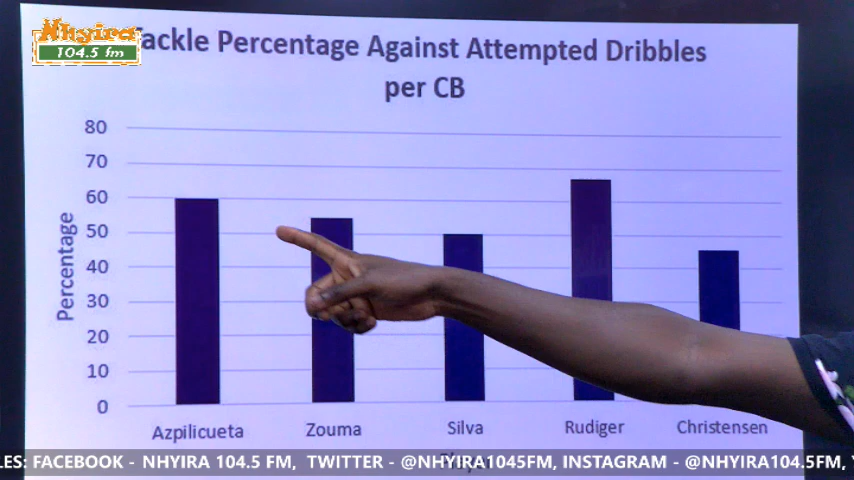 Nhyira
104.5 fm
Tackle Percentage Against Attempted Dribbles
per CB
80
70
60
50
40
30
20
10
0
Percentage
Azpilicueta
Zouma
Silva
Rudiger
Christensen
LES: FACEBOOK - NHYIRA 104.5 FM, TWITTER - @NHYIRA1045FM, INSTAGRAM - @NHYIRA104.5FM, Y